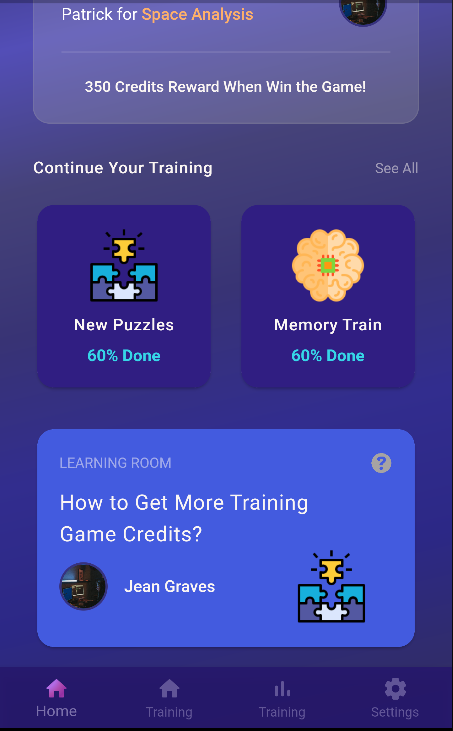 Patrick for Space Analysis
350 Credits Reward When Win the Game!
Continue Your Training
See All
New Puzzles
60% Done
Memory Train
60% Done
LEARNING ROOM
?
How to Get More Training
Game Credits?
Jean Graves
Home
Training
Training
Settings